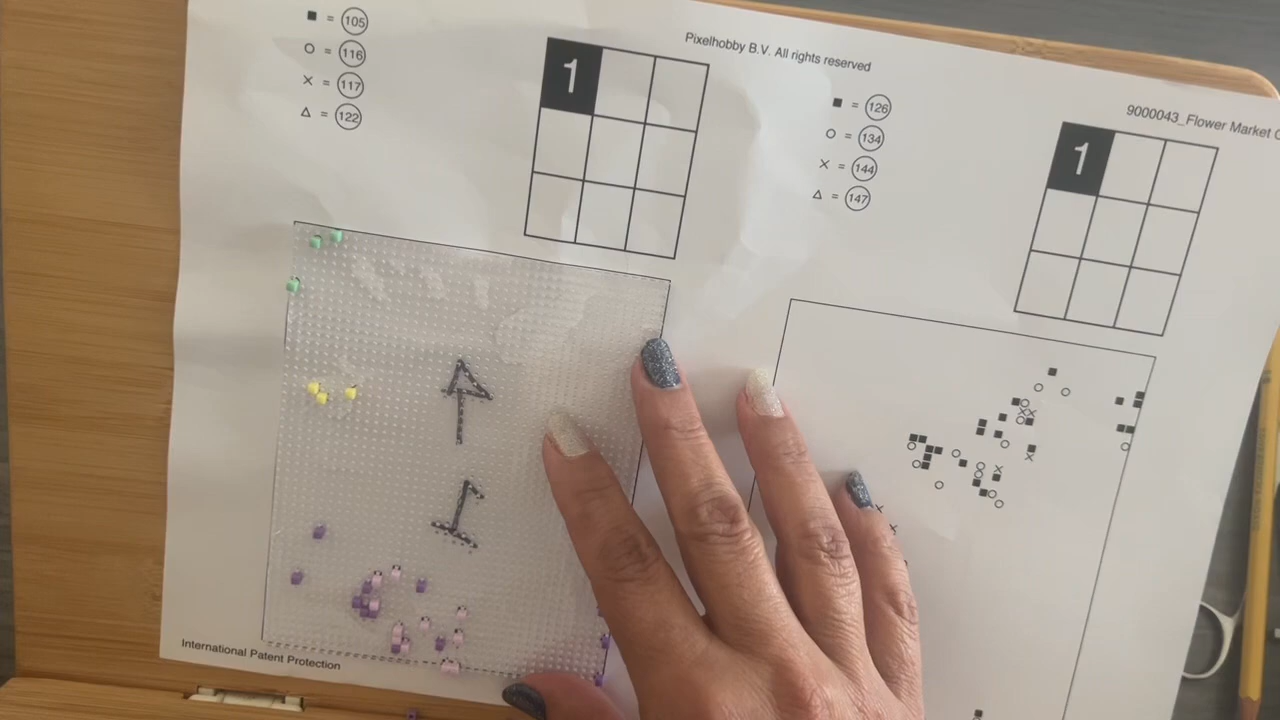 ■ = 105
○ = 116
× = 117
△ = 122
1
Pixelhobby B.V. All rights reserved
■ = 126
○ = 134
× = 144
△ = 147
9000043_Flower Market
1
1
International Patent Protection